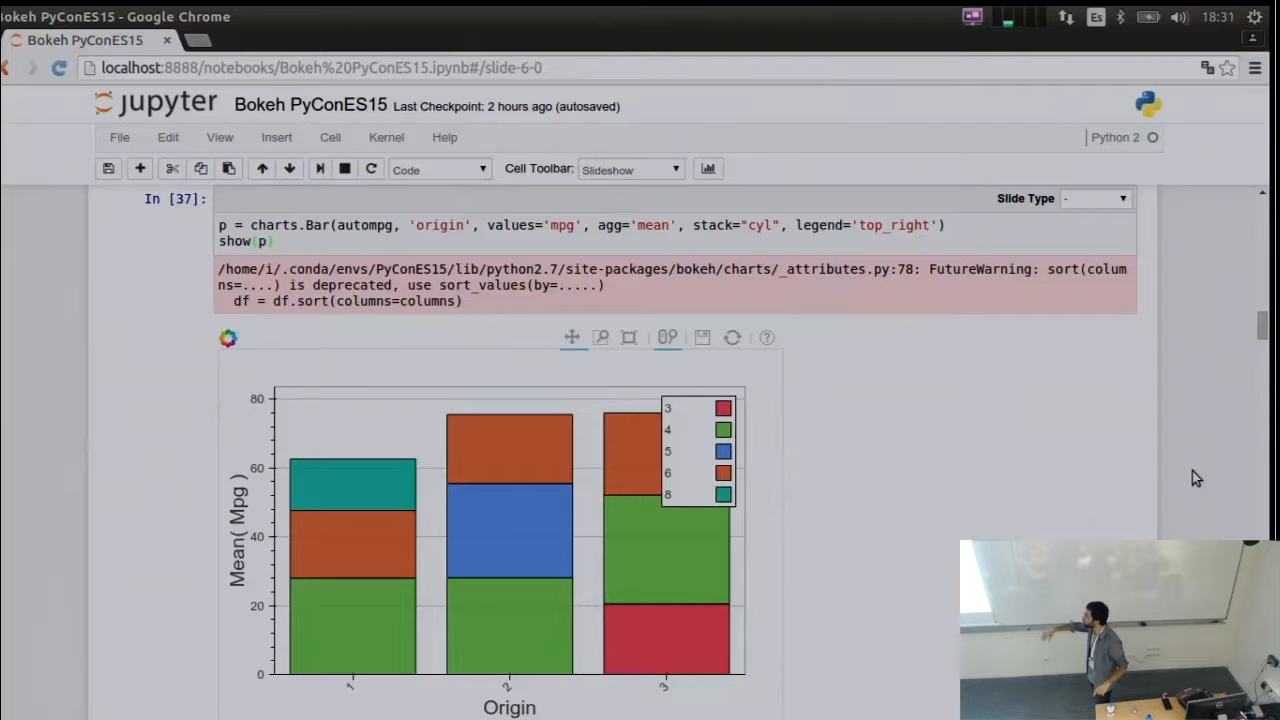 Bokeh PyConES15 - Google Chrome
Es
18:31
Bokeh PyConES15 ×
localhost:8888/notebooks/Bokeh%20PyConES15.ipynb#/slide-6-0
jupyter Bokeh PyConES15 Last Checkpoint: 2 hours ago (autosaved)
File Edit View Insert Cell Kernel Help
Python 2
Code
Cell Toolbar: Slideshow
In [37]:
Slide Type -
p = charts.Bar(autompg, 'origin', values='mpg', agg='mean', stack="cyl", legend='top_right')
show(p)
/home/i/.conda/envs/PyConES15/lib/python2.7/site-packages/bokeh/charts/_attributes.py:78: FutureWarning: sort(colum
ns=....) is deprecated, use sort_values(by=.....)
df = df.sort(columns=columns)
?
80
60
40
20
0
Mean( Mpg )
3
4
5
6
8
1
2
3
Origin